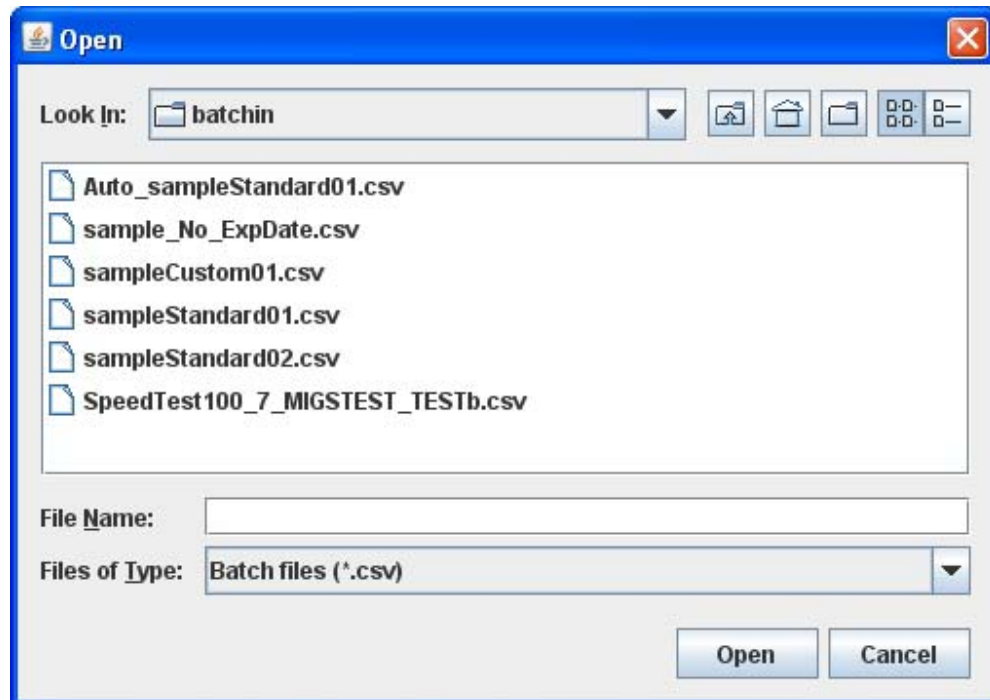 Open
Look In: batchin
Auto_sampleStandard01.csv
sample_No_ExpDate.csv
sampleCustom01.csv
sampleStandard01.csv
sampleStandard02.csv
SpeedTest100_7_MIGSTEST_TESTb.csv
File Name:
Files of Type: Batch files (*.csv)
Open Cancel